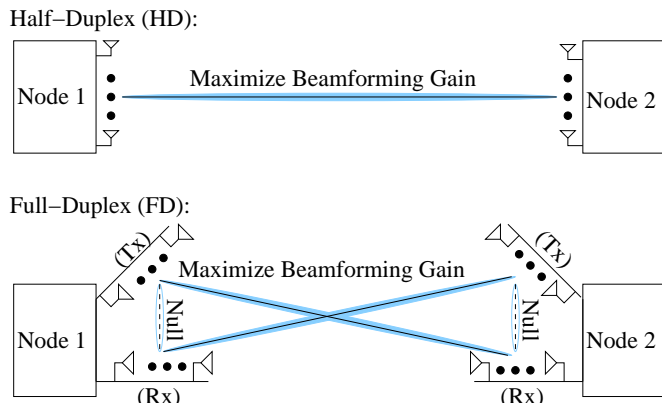 Half−Duplex (HD):
Maximize Beamforming Gain
Node 1
Node 2
Full−Duplex (FD):
(Tx)
(Tx)
Maximize Beamforming Gain
Node 1
Null
Null
Node 2
(Rx)
(Rx)